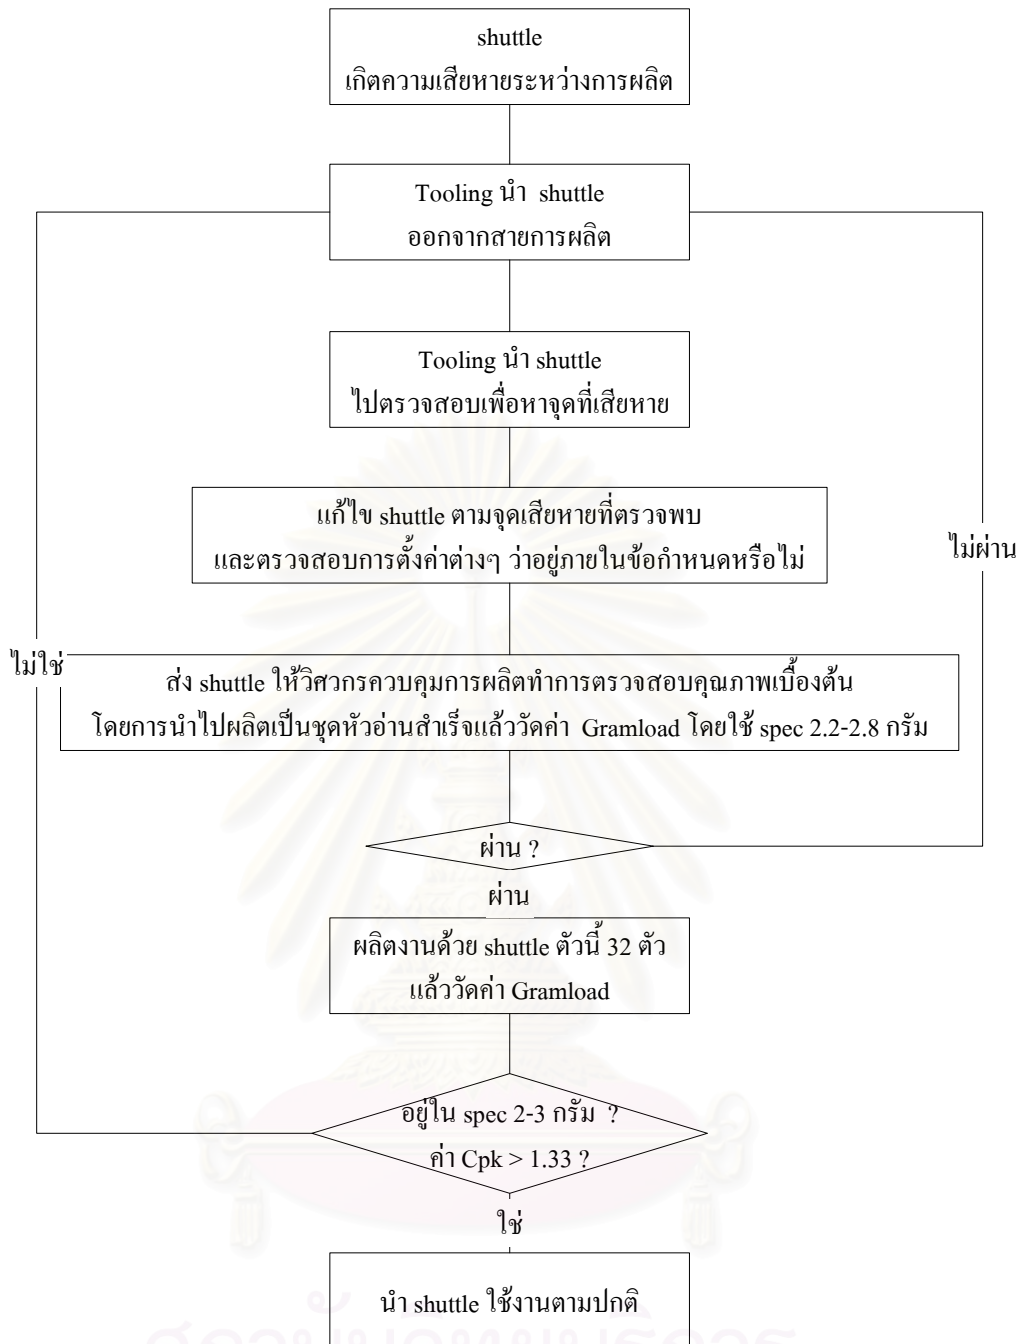 shuttle
เกิตความเสียหายระหว่างการผลิต
Tooling นำ shuttle
ออกจากสายการผลิต
Tooling นำ shuttle
ไปตรวจสอบเพื่อหาจุดที่เสียหาย
แก้ไข shuttle ตามจุดเสียหายที่ตรวจพบ
และตรวจสอบการตั้งค่าต่างๆ ว่าอยู่ภายในข้อกำหนดหรือไม่
ไม่ผ่าน
ไม่ใช่
ส่ง shuttle ให้วิศวกรควบคุมการผลิตทำการตรวจสอบคุณภาพเบื้องต้น
โดยการนำไปผลิตเป็นชุดหัวอ่านสำเร็จแล้ววัดค่า Gramload โดยใช้ spec 2.2-2.8 กรัม
ผ่าน ?
ผ่าน
ผลิตงานด้วย shuttle ตัวนี้ 32 ตัว
แล้ววัดค่า Gramload
อยู่ใน spec 2-3 กรัม ?
ค่า Cpk > 1.33 ?
ใช่
นำ shuttle ใช้งานตามปกติ